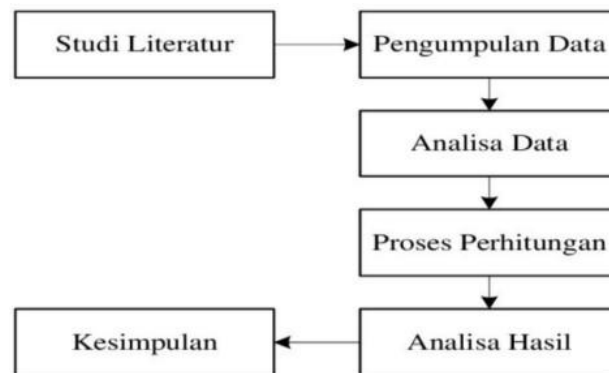 Studi Literatur
Pengumpulan Data
Analisa Data
Proses Perhitungan
Analisa Hasil
Kesimpulan